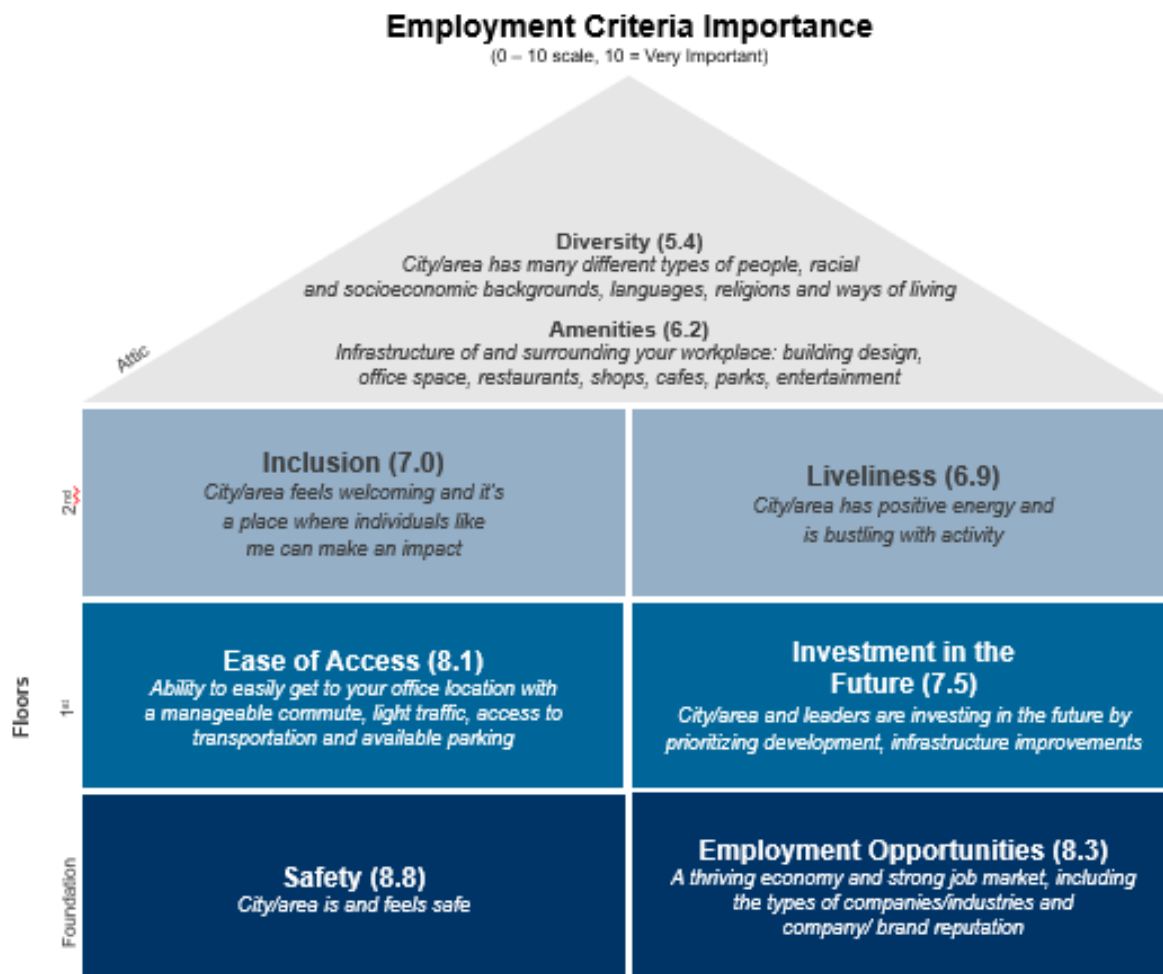 Employment Criteria Importance
(0 – 10 scale, 10 = Very Important)
Diversity (5.4)
City/area has many different types of people, racial
and socioeconomic backgrounds, languages, religions and ways of living
Amenities (6.2)
Infrastructure of and surrounding your workplace: building design,
office space, restaurants, shops, cafes, parks, entertainment
Attic
Inclusion (7.0)
City/area feels welcoming and it's
a place where individuals like
me can make an impact
Liveliness (6.9)
City/area has positive energy and
is bustling with activity
2nd
Ease of Access (8.1)
Ability to easily get to your office location with
a manageable commute, light traffic, access to
transportation and available parking
Investment in the
Future (7.5)
City/area and leaders are investing in the future by
prioritizing development, infrastructure improvements
Floors
1st
Safety (8.8)
City/area is and feels safe
Employment Opportunities (8.3)
A thriving economy and strong job market, including
the types of companies/industries and
company/ brand reputation
Foundation